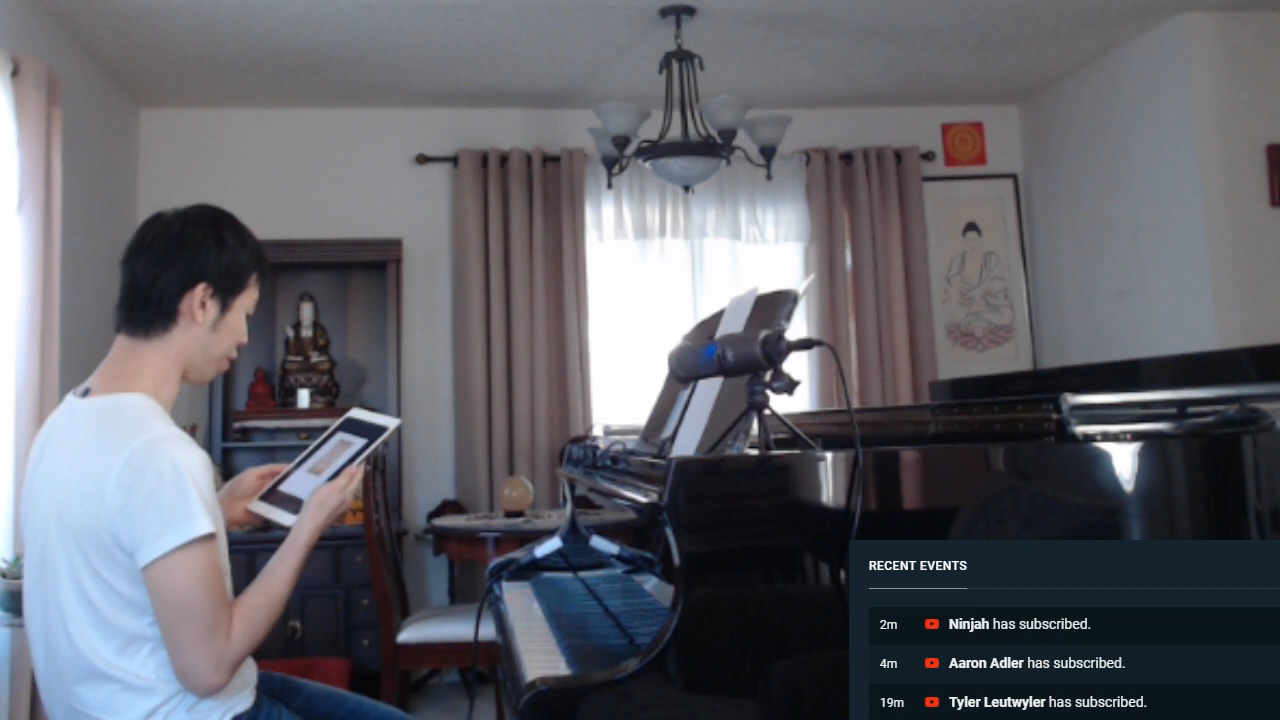 RECENT EVENTS
2m Ninjah has subscribed.
4m Aaron Adler has subscribed.
19m Tyler Leutwyler has subscribed.